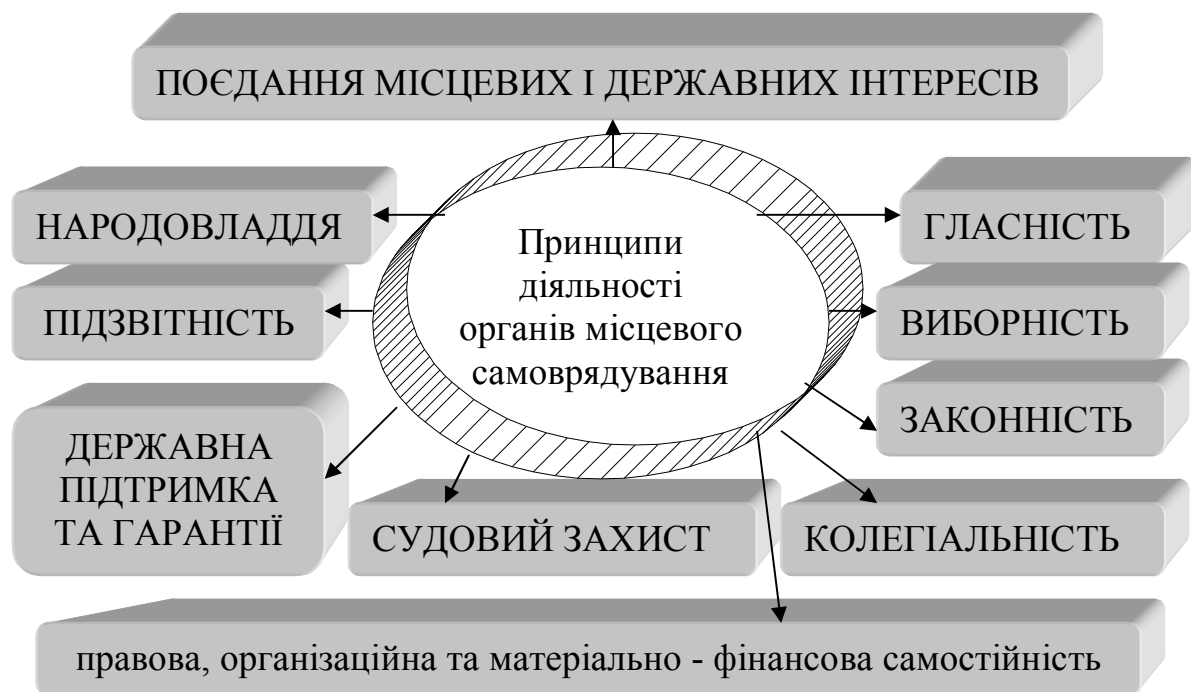 ПОЄДАННЯ МІСЦЕВИХ І ДЕРЖАВНИХ ІНТЕРЕСІВ
НАРОДОВЛАДДЯ
ГЛАСНІСТЬ
Принципи
діяльності
органів місцевого
самоврядування
ПІДЗВІТНІСТЬ
ВИБОРНІСТЬ
ЗАКОННІСТЬ
ДЕРЖАВНА
ПІДТРИМКА
ТА ГАРАНТІЇ
СУДОВИЙ ЗАХИСТ
КОЛЕГІАЛЬНІСТЬ
правова, організаційна та матеріально - фінансова самостійність